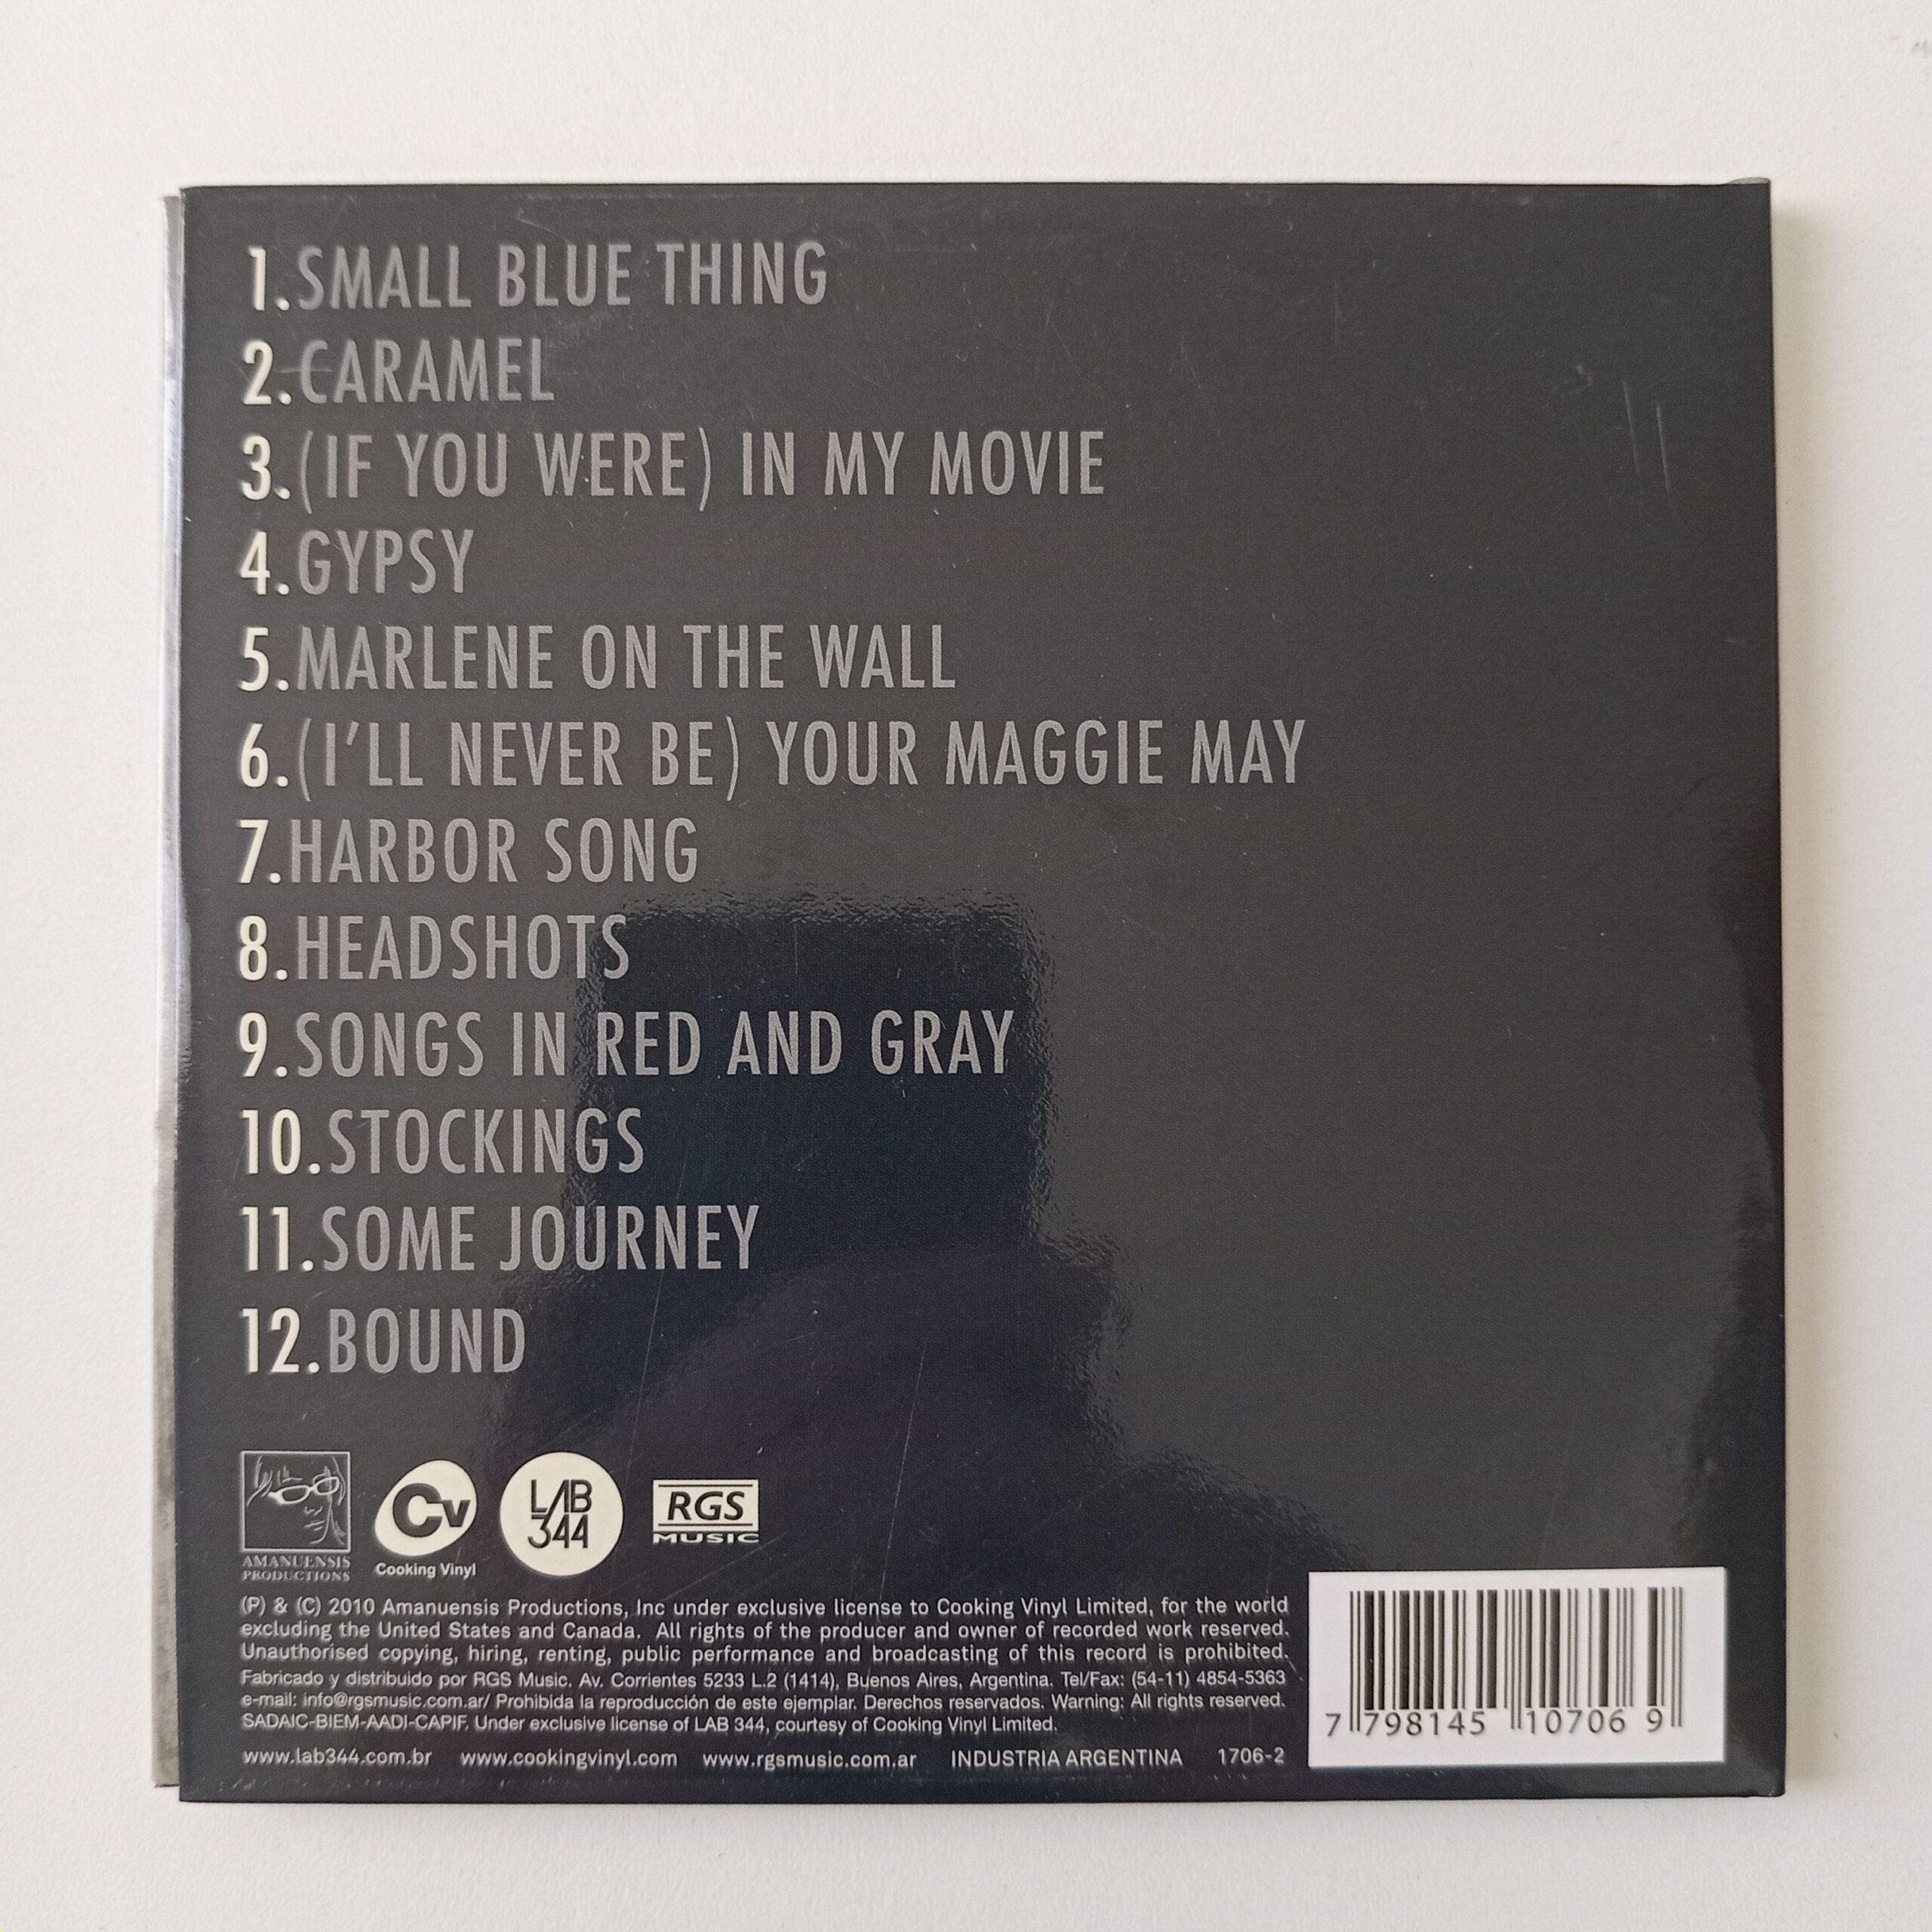 1.SMALL BLUE THING
2.CARAMEL
3.(IF YOU WERE) IN MY MOVIE
4.GYPSY
5.MARLENE ON THE WALL
6.(I'LL NEVER BE) YOUR MAGGIE MAY
7.HARBOR SONG
8.HEADSHOTS
9.SONGS IN RED AND GRAY
10.STOCKINGS
11.SOME JOURNEY
12.BOUND
AMANUENSIS
PRODUCTIONS
Cv
Cooking Vinyl
LAB
344
RGS
MUSIC
(P) & (C) 2010 Amanuensis Productions, Inc under exclusive license to Cooking Vinyl Limited, for the world
excluding the United States and Canada. All rights of the producer and owner of recorded work reserved.
Unauthorised copying, hiring, renting, public performance and broadcasting of this record is prohibited.
Fabricado y distribuido por RGS Music. Av. Corrientes 5233 L.2 (1414), Buenos Aires, Argentina. Tel/Fax: (54-11) 4854-5363
e-mail: info@rgsmusic.com.ar/ Prohibida la reproducción de este ejemplar. Derechos reservados. Warning: All rights reserved.
SADAIC-BIEM-AADI-CAPIF. Under exclusive license of LAB 344, courtesy of Cooking Vinyl Limited.
www.lab344.com.br www.cookingvinyl.com www.rgsmusic.com.ar INDUSTRIA ARGENTINA 1706-2
7 798145 107069